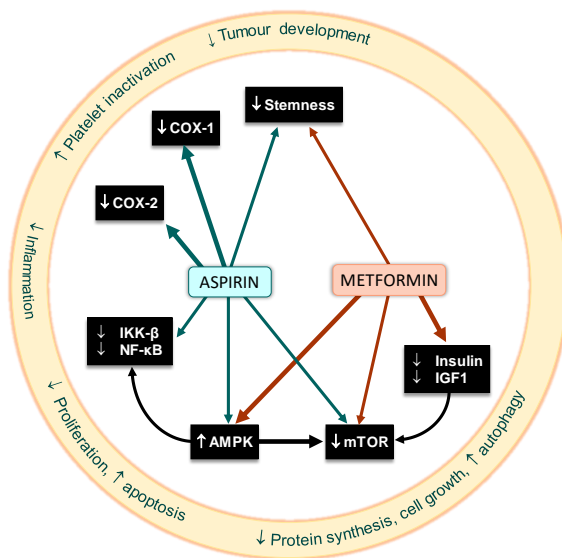 ↓ Tumour development
↑ Platelet inactivation
↓ Stemness
↓ COX-1
↓ COX-2
↓ Inflammation
ASPIRIN
METFORMIN
↓ IKK-β
↓ NF-κB
↓ Insulin
↓ IGF1
↑ AMPK
↓ mTOR
↓ Proliferation, ↑ apoptosis
↓ Protein synthesis, cell growth, ↑ autophagy